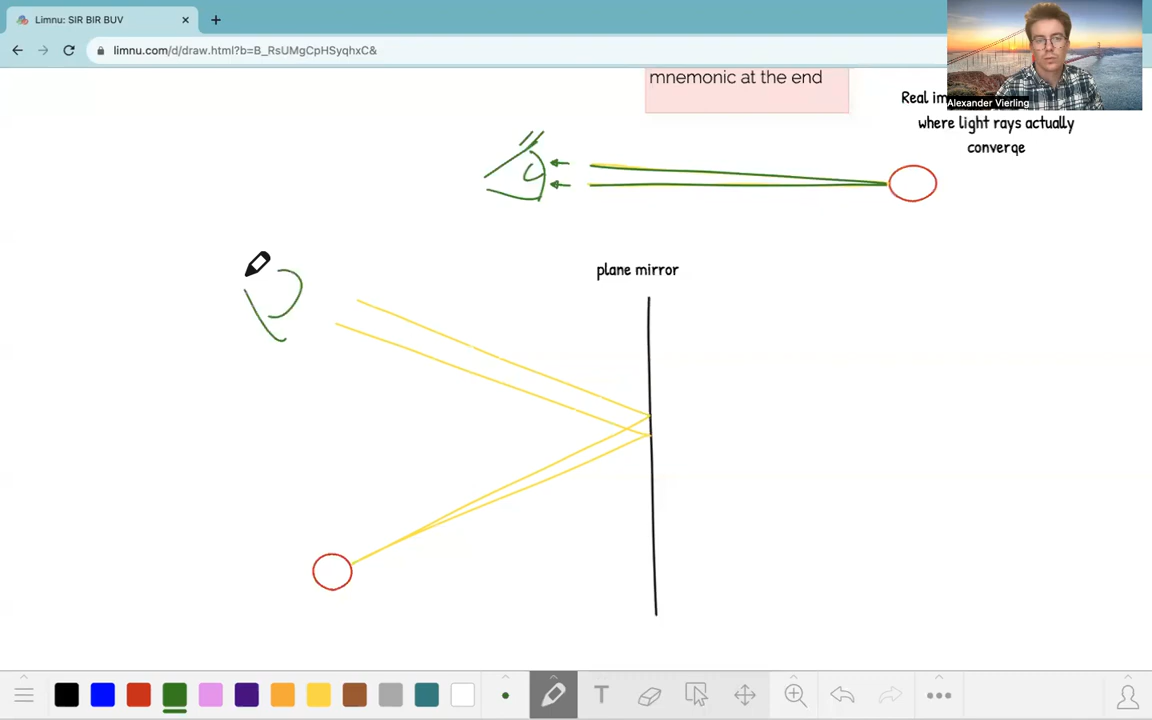 Limnu: SIR BIR BUV
limnu.com/d/draw.html?b=B_RsUMgCpHSyqhxC&
mnemonic at the end
Real im
where light rays actually
converge
Alexander Vierling
plane mirror
T